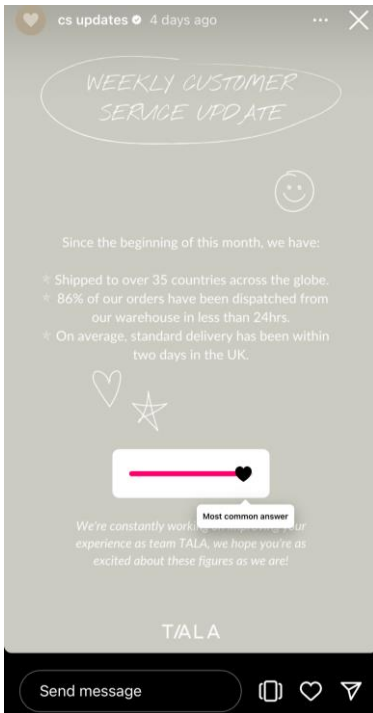 cs updates 4 days ago
WEEKLY CUSTOMER
SERVICE UPDATE
Since the beginning of this month, we have:
Shipped to over 35 countries across the globe.
86% of our orders have been dispatched from
our warehouse in less than 24hrs.
On average, standard delivery has been within
two days in the UK.
Most common answer
We're constantly working improving your
experience as team TALA, we hope you're as
excited about these figures as we are!
T/ALA
Send message